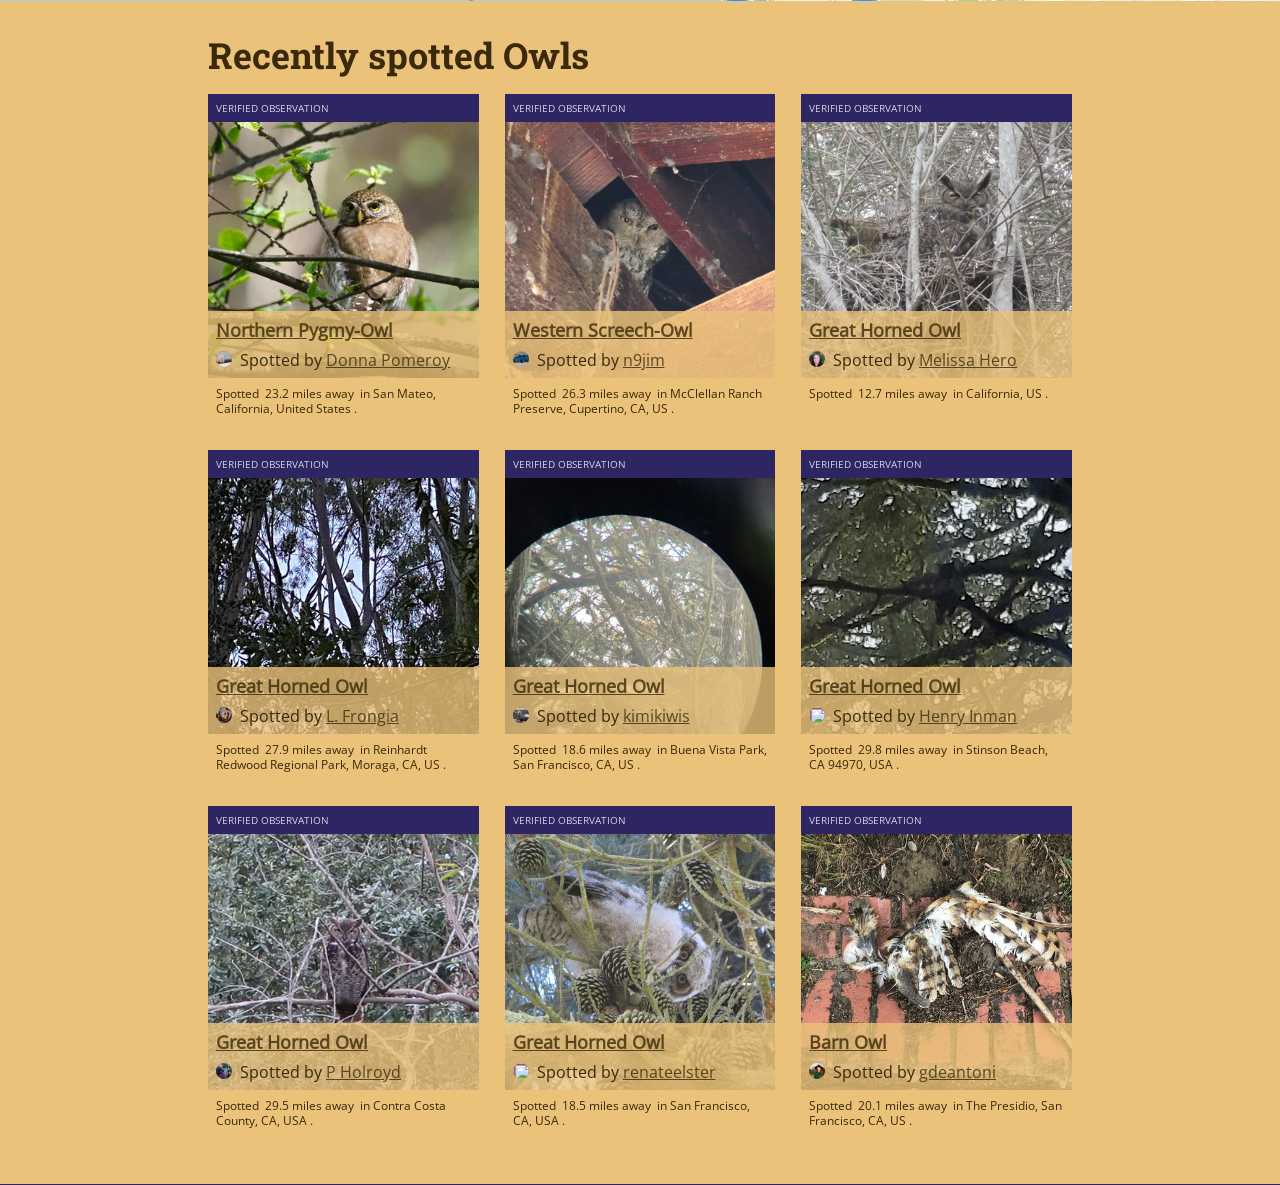 Recently spotted Owls
VERIFIED OBSERVATION
Northern Pygmy-Owl
Spotted by Donna Pomeroy
Spotted 23.2 miles away in San Mateo,
California, United States .
VERIFIED OBSERVATION
Western Screech-Owl
Spotted by n9jim
Spotted 26.3 miles away in McClellan Ranch
Preserve, Cupertino, CA, US .
VERIFIED OBSERVATION
Great Horned Owl
Spotted by Melissa Hero
Spotted 12.7 miles away in California, US .
VERIFIED OBSERVATION
Great Horned Owl
Spotted by L. Frongia
Spotted 27.9 miles away in Reinhardt
Redwood Regional Park, Moraga, CA, US .
VERIFIED OBSERVATION
Great Horned Owl
Spotted by kimikiwis
Spotted 18.6 miles away in Buena Vista Park,
San Francisco, CA, US .
VERIFIED OBSERVATION
Great Horned Owl
Spotted by Henry Inman
Spotted 29.8 miles away in Stinson Beach,
CA 94970, USA .
VERIFIED OBSERVATION
Great Horned Owl
Spotted by P Holroyd
Spotted 29.5 miles away in Contra Costa
County, CA, USA .
VERIFIED OBSERVATION
Great Horned Owl
Spotted by renateelster
Spotted 18.5 miles away in San Francisco,
CA, USA .
VERIFIED OBSERVATION
Barn Owl
Spotted by gdeantoni
Spotted 20.1 miles away in The Presidio, San
Francisco, CA, US .